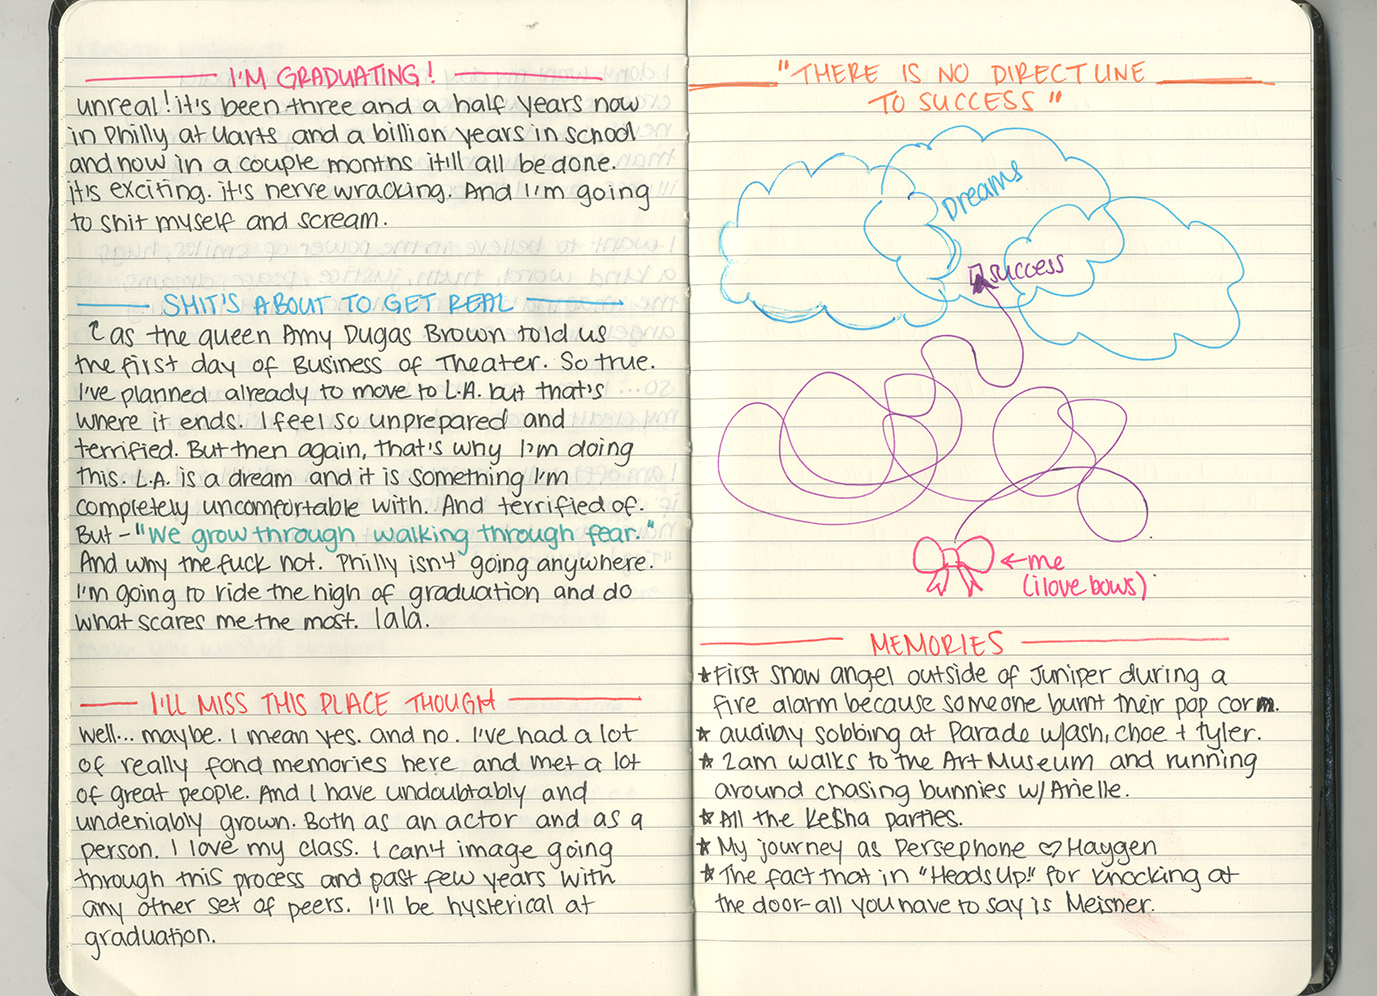 I'M GRADUATING!
unreal! it's been three and a half years now
in Philly at Uarts and a billion years in school
and now in a couple months it'll all be done.
it's exciting. it's nerve wracking. And I'm going
to shit myself and scream.
SHIT'S ABOUT TO GET REAL
as the queen Amy Dugas Brown told us
the first day of Business of Theater. So true.
I've planned already to move to L.A. but that's
where it ends. I feel so unprepared and
terrified. But then again, that's why I'm doing
this. L.A. is a dream and it is something I'm
completely uncomfortable with. And terrified of.
But - "We grow through walking through fear."
And why the fuck not. Philly isn't going anywhere.
I'm going to ride the high of graduation and do
what scares me the most. lala.
I'LL MISS THIS PLACE THOUGH
Well... maybe. I mean yes. and no. I've had a lot
of really fond memories here and met a lot
of great people. And I have undoubtably and
undeniably grown. Both as an actor and as a
person. I love my class. I can't image going
through this process and past few years with
any other set of peers. I'll be hysterical at
graduation.
"THERE IS NO DIRECT LINE
TO SUCCESS"
Dreams
success
←me
(i love bows)
MEMORIES
★First snow angel outside of Juniper during a
fire alarm because someone burnt their pop corn.
★ audibly sobbing at Parade w/ash, choe + tyler.
★ 2am walks to the Art Museum and running
around chasing bunnies w/ Arielle.
★ All the Ke$ha parties.
★ My journey as Persephone ♡ Haygen
★ The fact that in "Heads Up!" for knocking at
the door-all you have to say is Meisner.